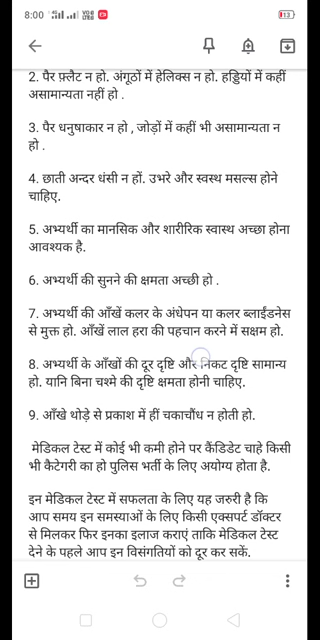 8:00
13
2. पैर फ़्लैट न हो. अंगूठों में हेलिक्स न हो. हड्डियों में कहीं
असामान्यता नहीं हो .
3. पैर धनुषाकार न हो , जोड़ों में कहीं भी असामान्यता न
हो .
4. छाती अन्दर धंसी न हों. उभरे और स्वस्थ मसल्स होने
चाहिए.
5. अभ्यर्थी का मानसिक और शारीरिक स्वास्थ अच्छा होना
आवश्यक है.
6. अभ्यर्थी की सुनने की क्षमता अच्छी हो .
7. अभ्यर्थी की आँखें कलर के अंधेपन या कलर ब्लाईंडनेस
से मुक्त हो. आँखें लाल हरा की पहचान करने में सक्षम हो.
8. अभ्यर्थी के आँखों की दूर दृष्टि और निकट दृष्टि सामान्य
हो. यानि बिना चश्मे की दृष्टि क्षमता होनी चाहिए.
9. आँखे थोड़े से प्रकाश में हीं चकाचौंध न होती हो.
मेडिकल टेस्ट में कोई भी कमी होने पर कैंडिडेट चाहे किसी
भी कैटेगरी का हो पुलिस भर्ती के लिए अयोग्य होता है.
इन मेडिकल टेस्ट में सफलता के लिए यह जरुरी है कि
आप समय इन समस्याओं के लिए किसी एक्सपर्ट डॉक्टर
से मिलकर फिर इनका इलाज कराएं ताकि मेडिकल टेस्ट
देने के पहले आप इन विसंगतियों को दूर कर सकें.